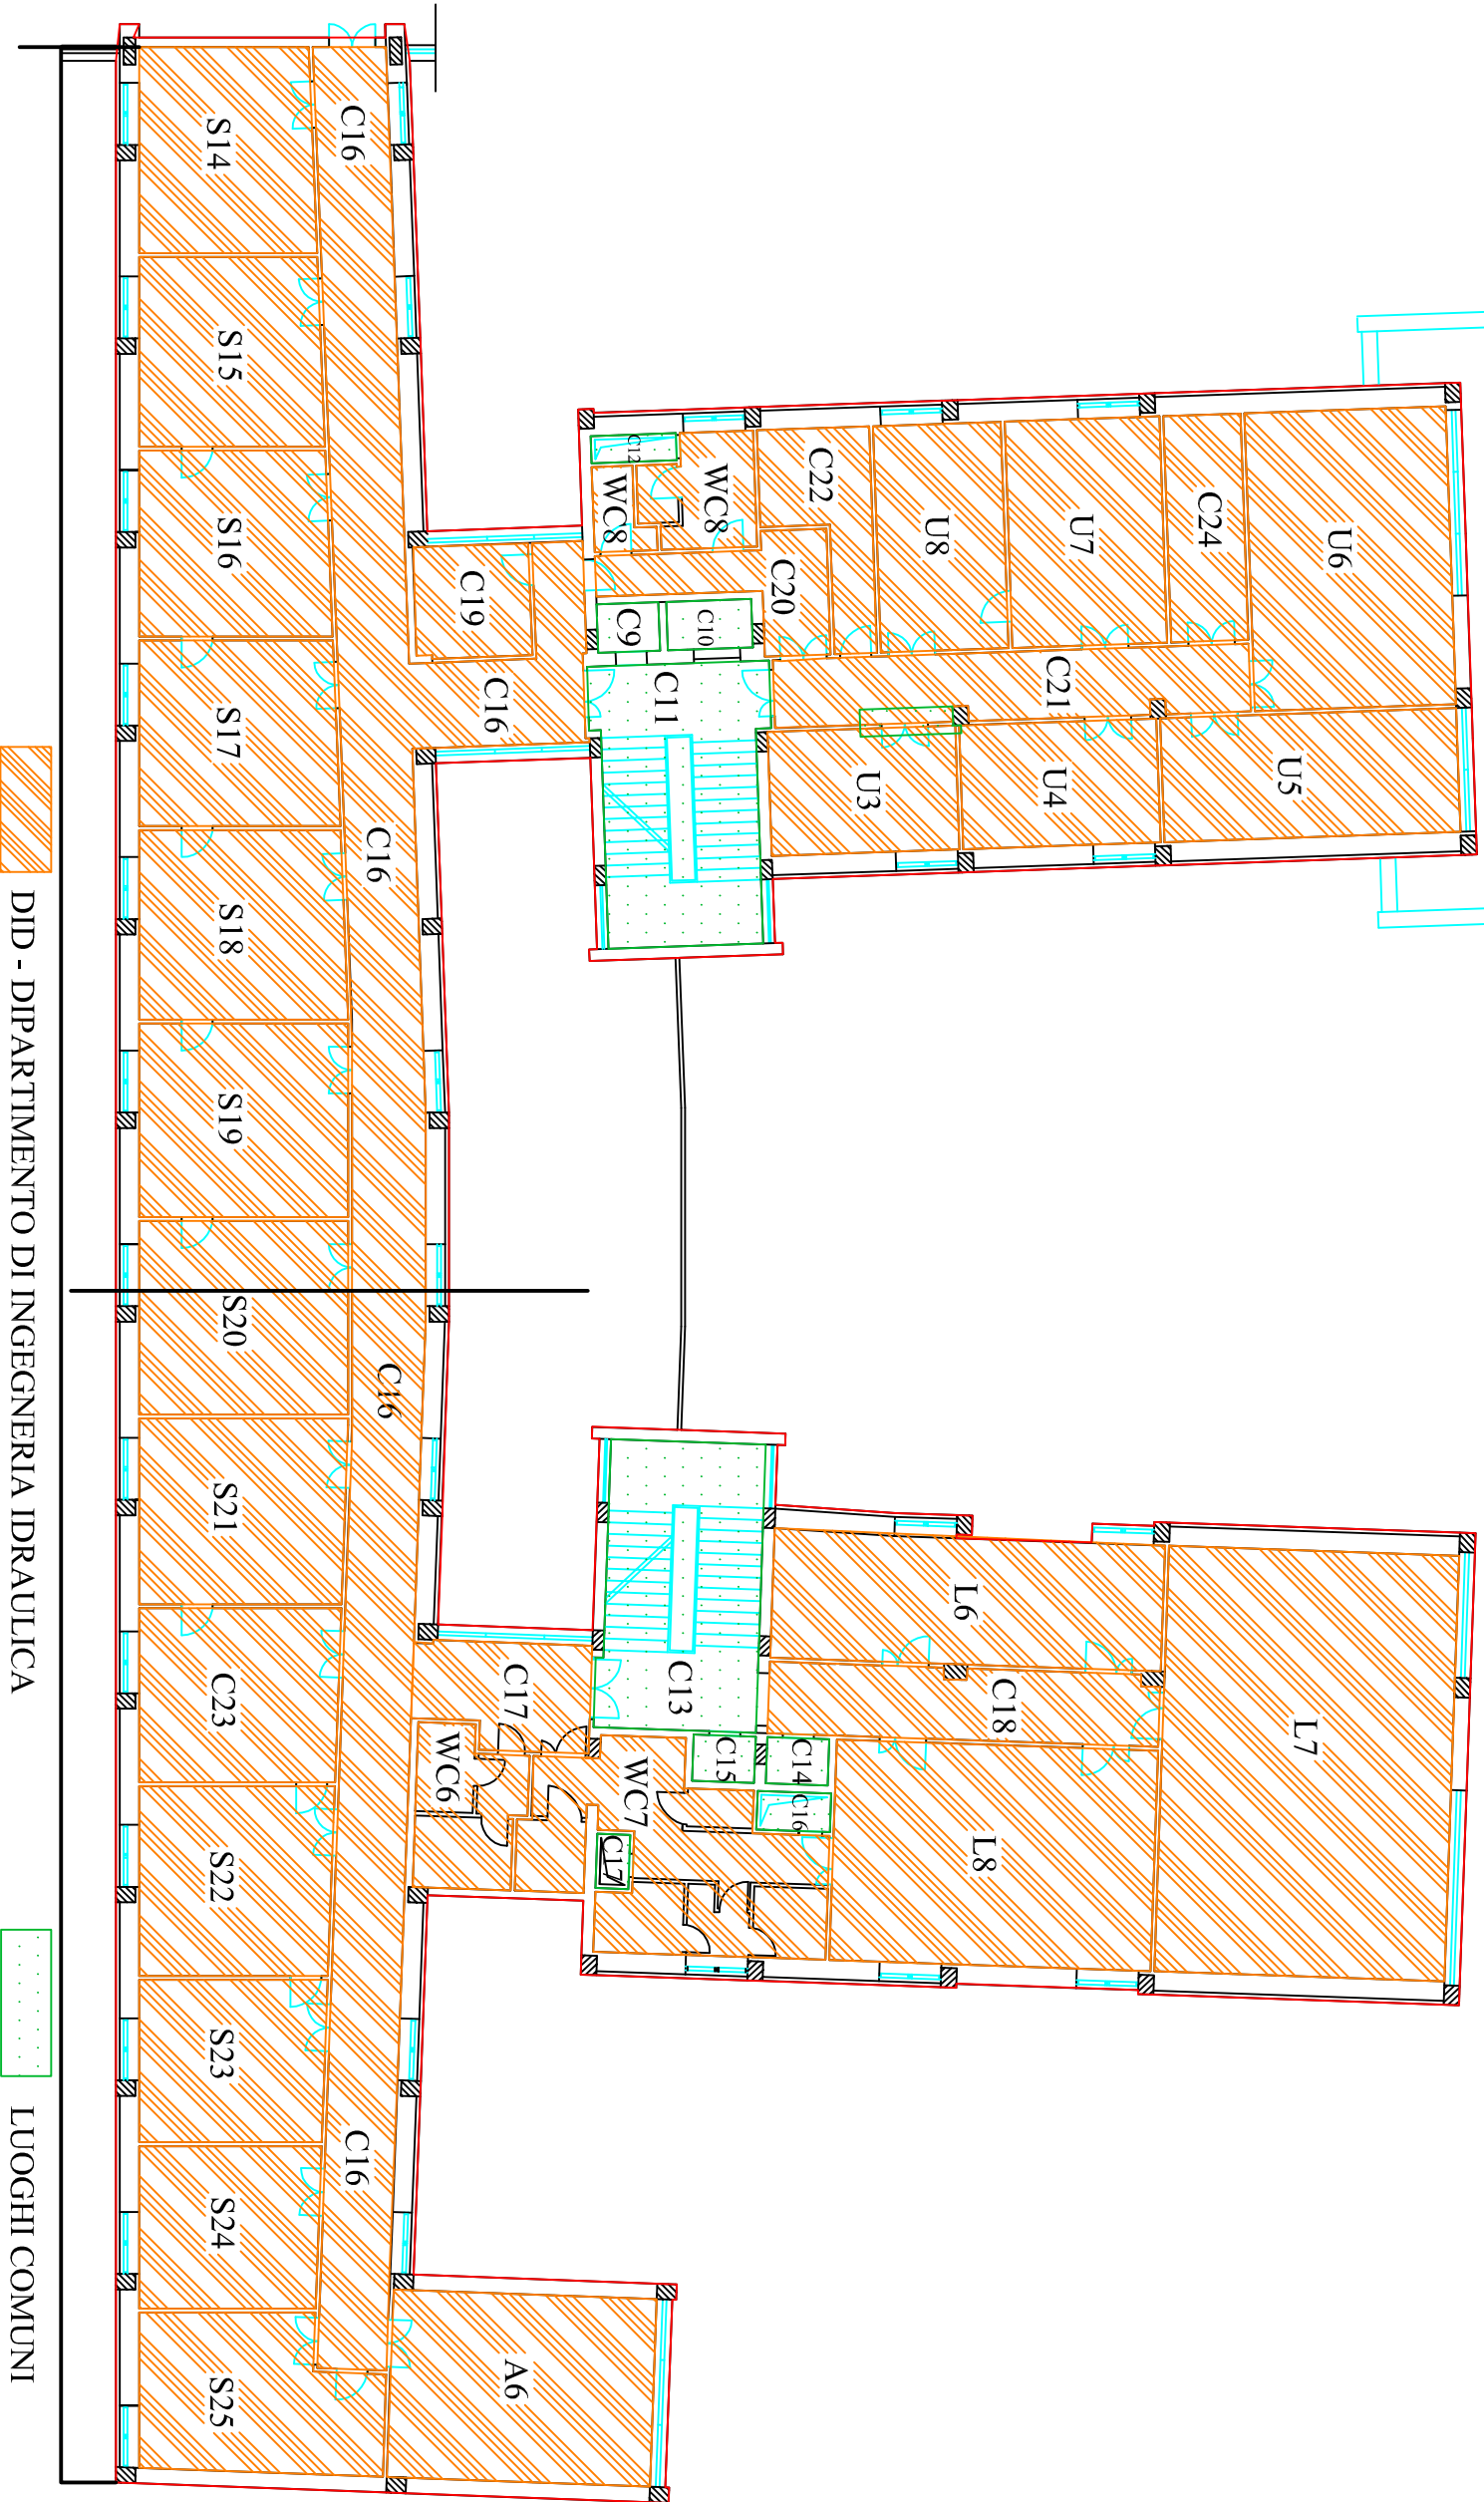 U6
U5
L7
C24
U7
U4
U8
C21
C18
L6
L8
C22
U3
C20
C14
C16
WC8
C10
C12
C11
C13
C15
WC8
C9
WC7
C17
C19
C16
C17
WC6
A6
C16
C16
C16
C16
S14
S15
S16
S17
S18
S19
S20
S21
C23
S22
S23
S24
S25
DID - DIPARTIMENTO DI INGEGNERIA IDRAULICA
LUOGHI COMUNI